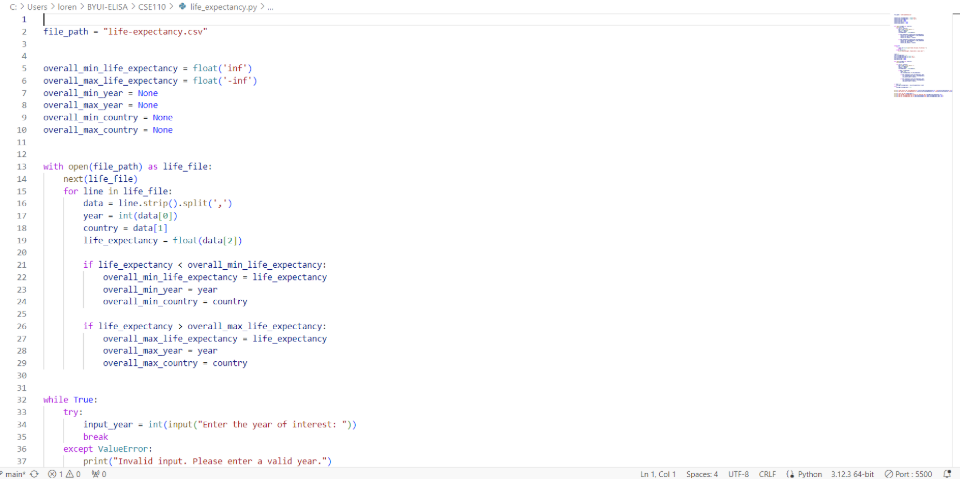 C: > Users > loren > BYUI-ELISA > CSE110 > life_expectancy.py > ...
1
2 file_path = "life-expectancy.csv"
3
4
5 overall_min_life_expectancy = float('inf')
6 overall_max_life_expectancy = float('-inf')
7 overall_min_year = None
8 overall_max_year = None
9 overall_min_country = None
10 overall_max_country = None
11
12
13 with open(file_path) as life_file:
14 next(life_file)
15 for line in life_file:
16 data = line.strip().split(',')
17 year = int(data[0])
18 country = data[1]
19 life_expectancy = float(data[2])
20
21 if life_expectancy < overall_min_life_expectancy:
22 overall_min_life_expectancy = life_expectancy
23 overall_min_year = year
24 overall_min_country = country
25
26 if life_expectancy > overall_max_life_expectancy:
27 overall_max_life_expectancy = life_expectancy
28 overall_max_year = year
29 overall_max_country = country
30
31
32 while True:
33 try:
34 input_year = int(input("Enter the year of interest: "))
35 break
36 except ValueError:
37 print("Invalid input. Please enter a valid year.")
main* 1 0 0 Ln 1, Col 1 Spaces: 4 UTF-8 CRLF Python 3.12.3 64-bit Port : 5500